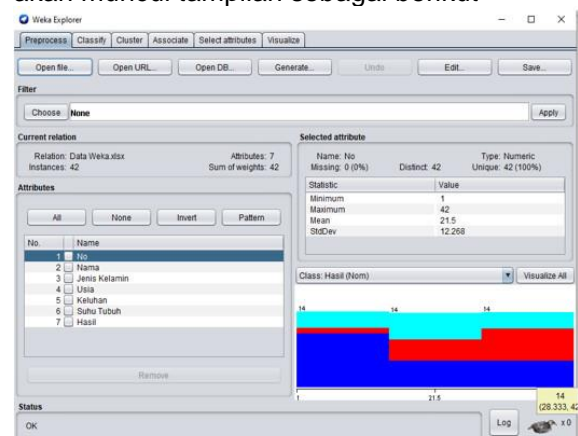 akan muncul tampilan sebagai berikut
Weka Explorer
Preprocess Classify Cluster Associate Select attributes Visualize
Open file... Open URL... Open DB... Generate... Undo Edit... Save...
Filter
Choose None Apply
Current relation
Relation: Data Weka.xlsx Attributes: 7
Instances: 42 Sum of weights: 42
Attributes
All None Invert Pattern
No. Name
1 No
2 Nama
3 Jenis Kelamin
4 Usia
5 Keluhan
6 Suhu Tubuh
7 Hasil
Remove
Selected attribute
Name: No Type: Numeric
Missing: 0 (0%) Distinct: 42 Unique: 42 (100%)
Statistic Value
Minimum 1
Maximum 42
Mean 21.5
StdDev 12.268
Class: Hasil (Nom) Visualize All
14 14 14
1 21.5
14
(28.333, 42
Status
OK Log x 0